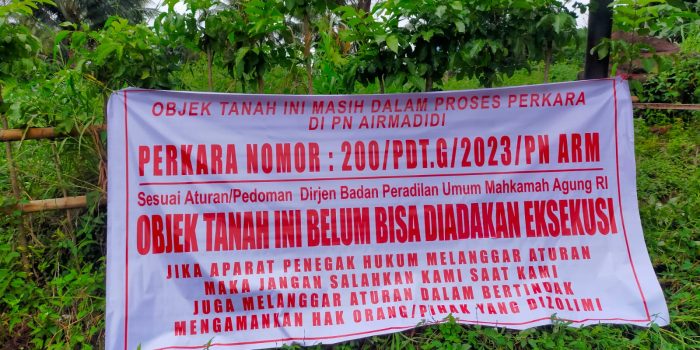 OBJEK TANAH INI MASIH DALAM PROSES PERKARA
DI PN AIRMADIDI
PERKARA NOMOR : 200/PDT.G/2023/PN ARM
Sesuai Aturan/Pedoman Dirjen Badan Peradilan Umum Mahkamah Agung RI
OBJEK TANAH INI BELUM BISA DIADAKAN EKSEKUSI
JIKA APARAT PENEGAK HUKUM MELANGGAR ATURAN
MAKA JANGAN SALAHKAN KAMI SAAT KAMI
JUGA MELANGGAR ATURAN DALAM BERTINDAK
MENGAMANKAN HAK ORANG/PIHAK YANG DIZOLIMI